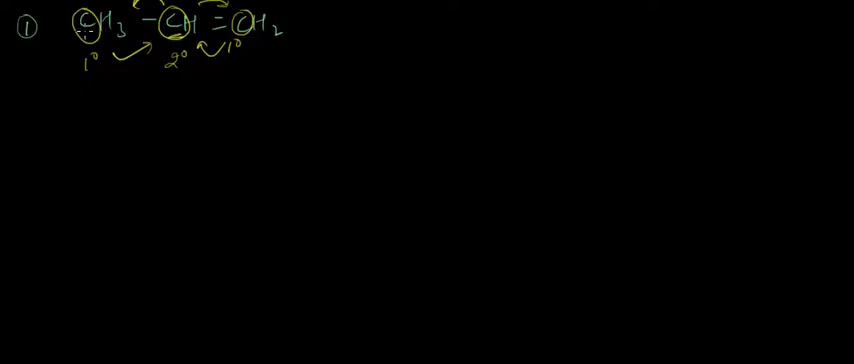 ① CH₃ – CH = CH₂
1° 2° 1°